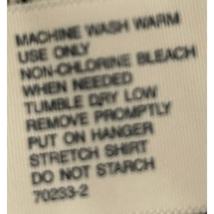 MACHINE WASH WARM
USE ONLY
NON-CHLORINE BLEACH
WHEN NEEDED
TUMBLE DRY LOW
REMOVE PROMPTLY
PUT ON HANGER
STRETCH SHIRT
DO NOT STARCH
70233-2